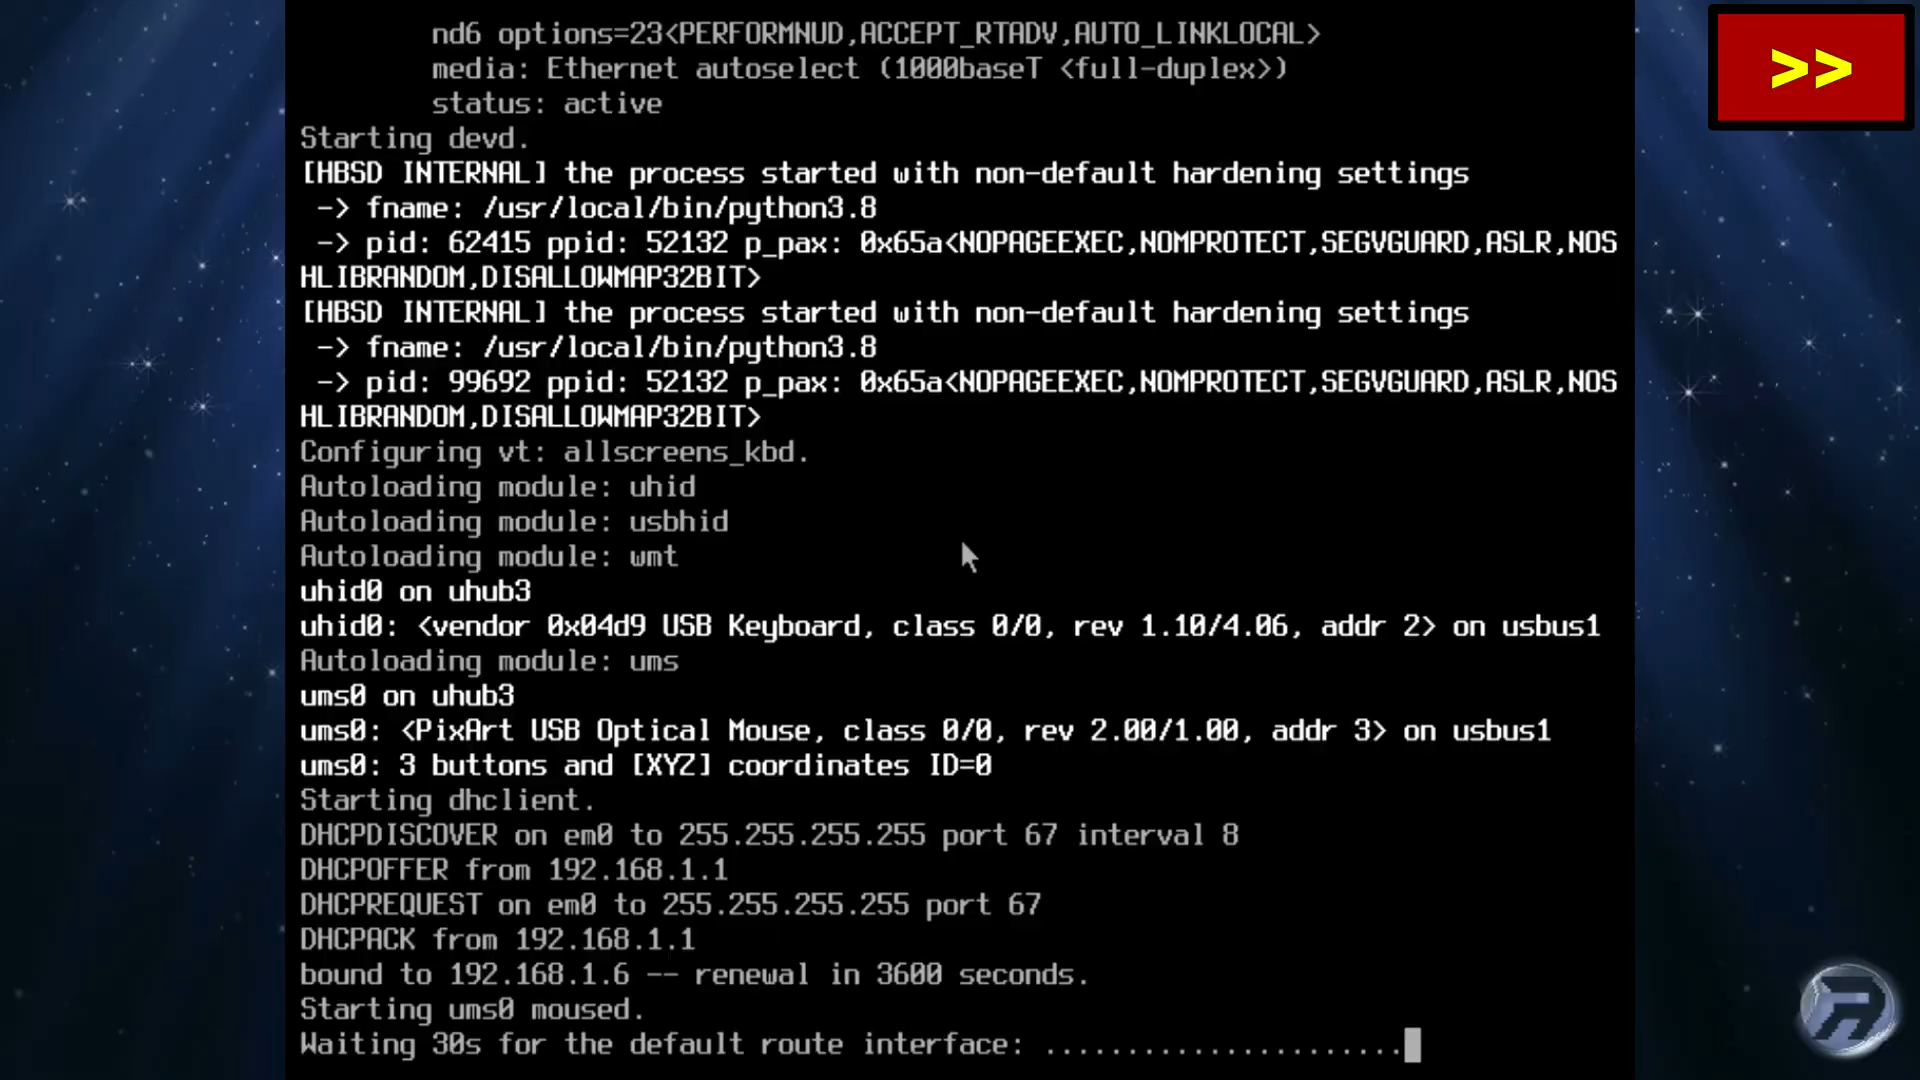 nd6 options=23<PERFORMNUD,ACCEPT_RTADV,AUTO_LINKLOCAL>
media: Ethernet autoselect (1000baseT <full-duplex>)
status: active
>>
Starting devd.
[HBSD INTERNAL] the process started with non-default hardening settings
-> fname: /usr/local/bin/python3.8
-> pid: 62415 ppid: 52132 p_pax: 0x65a<NOPAGEEXEC,NOMPROTECT,SEGVGUARD,ASLR,NOS
HLIBRANDOM,DISALLOWMAP32BIT>
[HBSD INTERNAL] the process started with non-default hardening settings
-> fname: /usr/local/bin/python3.8
-> pid: 99692 ppid: 52132 p_pax: 0x65a<NOPAGEEXEC,NOMPROTECT,SEGVGUARD,ASLR,NOS
HLIBRANDOM,DISALLOWMAP32BIT>
Configuring vt: allscreens_kbd.
Autoloading module: uhid
Autoloading module: usbhid
Autoloading module: wmt
uhid0 on uhub3
uhid0: <vendor 0x04d9 USB Keyboard, class 0/0, rev 1.10/4.06, addr 2> on usbus1
Autoloading module: ums
ums0 on uhub3
ums0: <PixArt USB Optical Mouse, class 0/0, rev 2.00/1.00, addr 3> on usbus1
ums0: 3 buttons and [XYZ] coordinates ID=0
Starting dhclient.
DHCPDISCOVER on em0 to 255.255.255.255 port 67 interval 8
DHCPOFFER from 192.168.1.1
DHCPREQUEST on em0 to 255.255.255.255 port 67
DHCPACK from 192.168.1.1
bound to 192.168.1.6 -- renewal in 3600 seconds.
Starting ums0 moused.
Waiting 30s for the default route interface: ......................